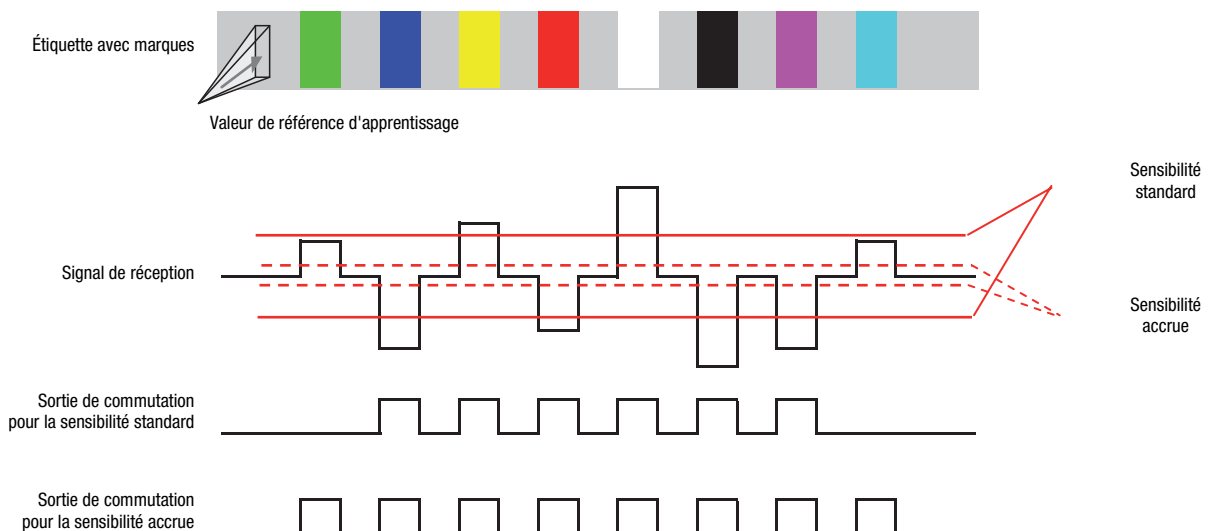 Étiquette avec marques
Valeur de référence d'apprentissage
Sensibilité
standard
Signal de réception
Sensibilité
accrue
Sortie de commutation
pour la sensibilité standard
Sortie de commutation
pour la sensibilité accrue